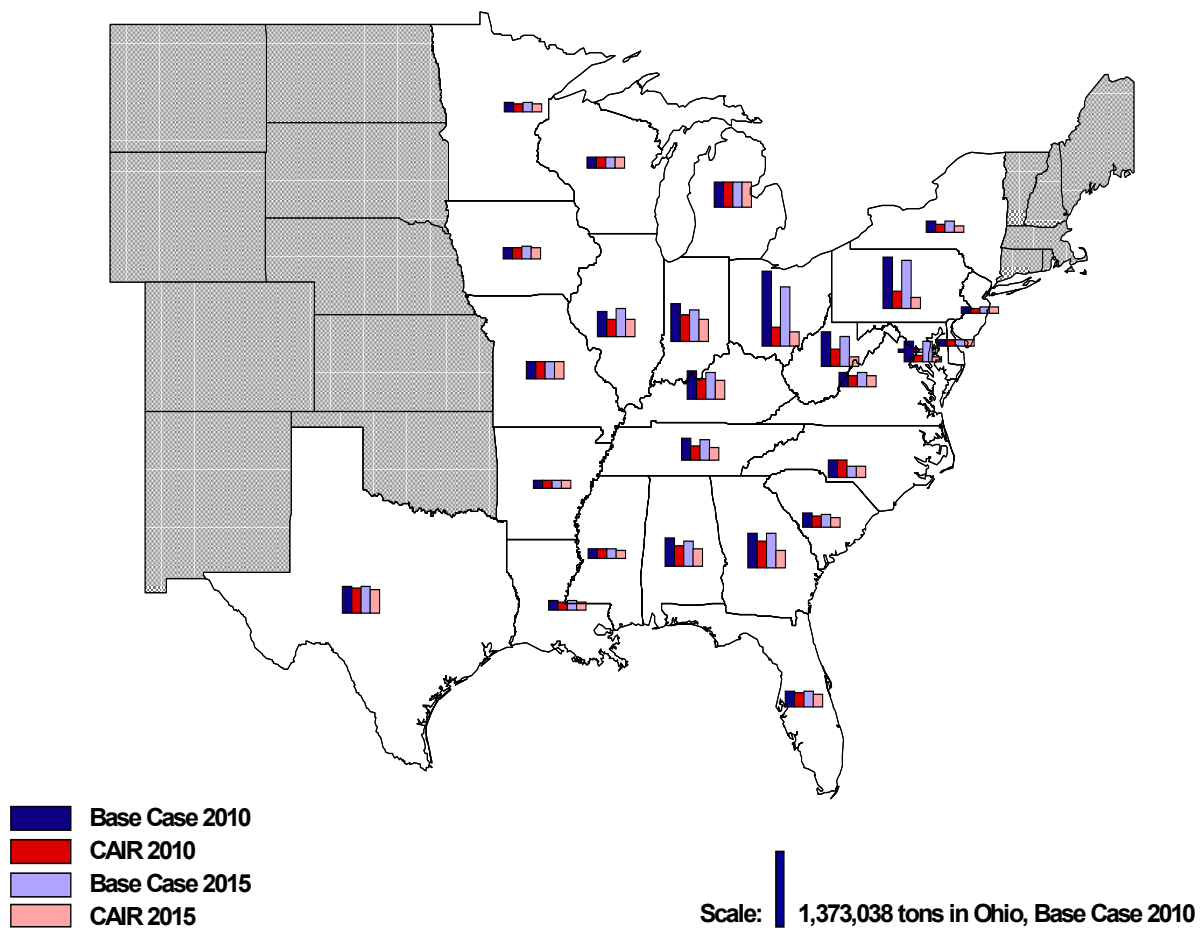 Base Case 2010
CAIR 2010
Base Case 2015
CAIR 2015
Scale: 1,373,038 tons in Ohio, Base Case 2010